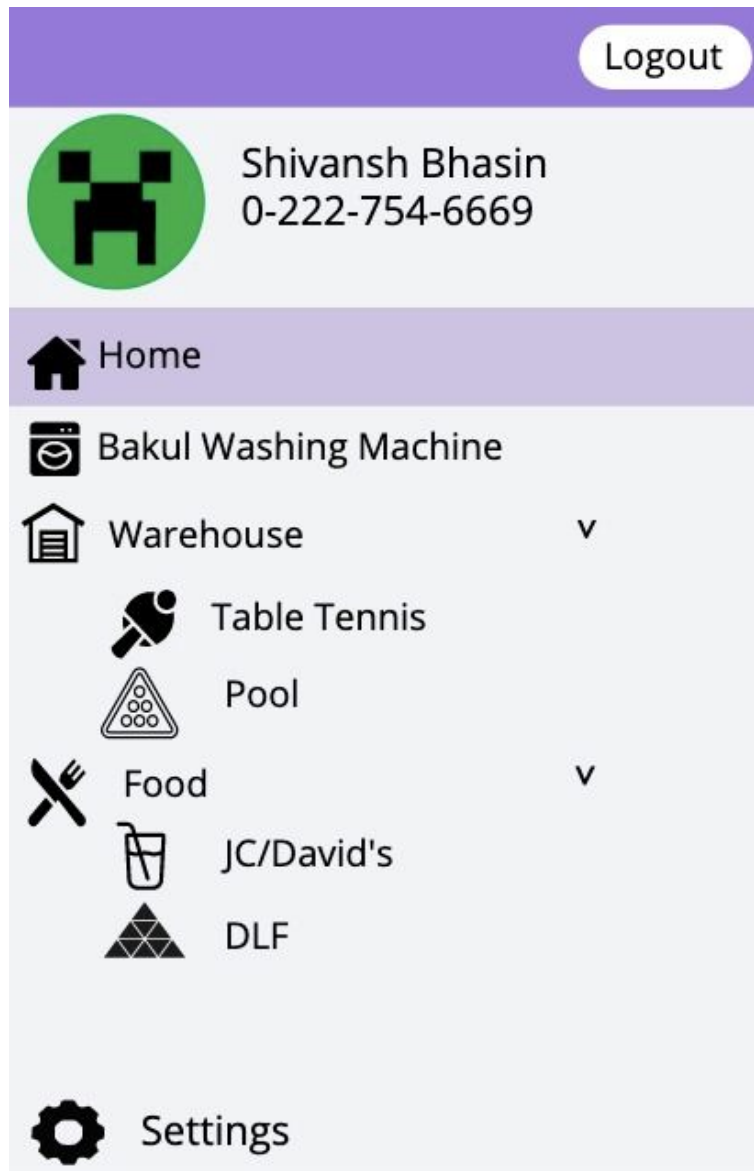 Logout
Shivansh Bhasin
0-222-754-6669
Home
Bakul Washing Machine
Warehouse v
Table Tennis
Pool
Food v
JC/David's
DLF
Settings